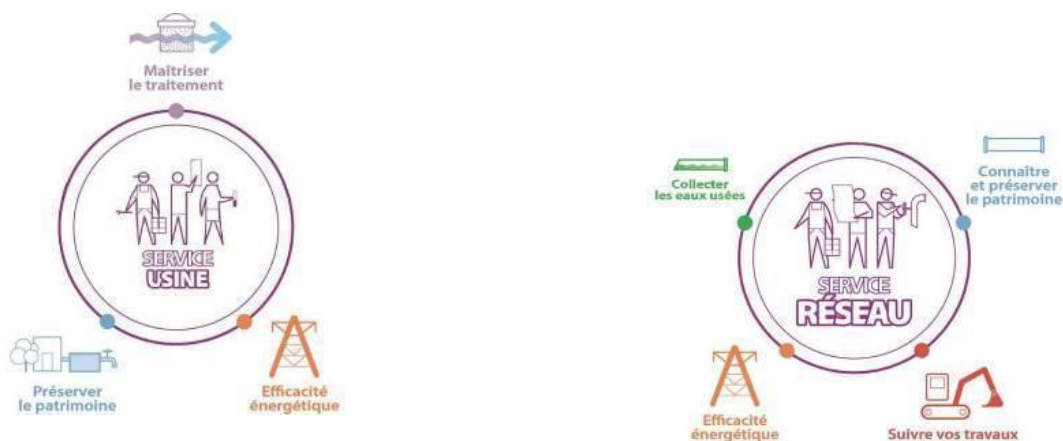 Maîtriser
le traitement
SERVICE
USINE
Préserver
le patrimoine
Efficacité
énergétique
Collecter
les eaux usées
Connaître
et préserver
le patrimoine
SERVICE
RÉSEAU
Efficacité
énergétique
Suivre vos travaux